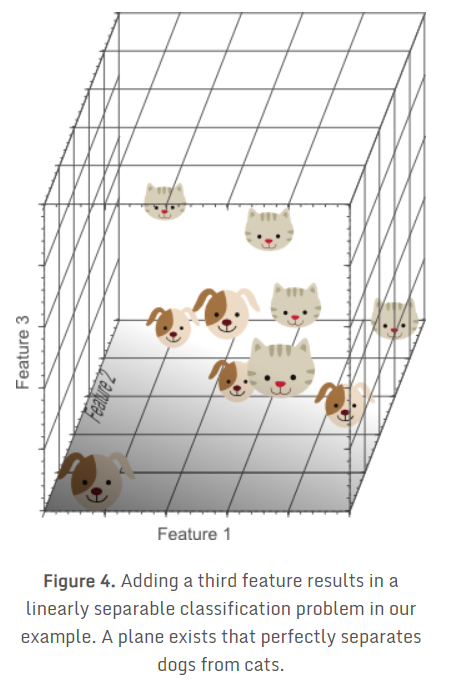 Feature 3
Feature 2
Feature 1
Figure 4. Adding a third feature results in a
linearly separable classification problem in our
example. A plane exists that perfectly separates
dogs from cats.